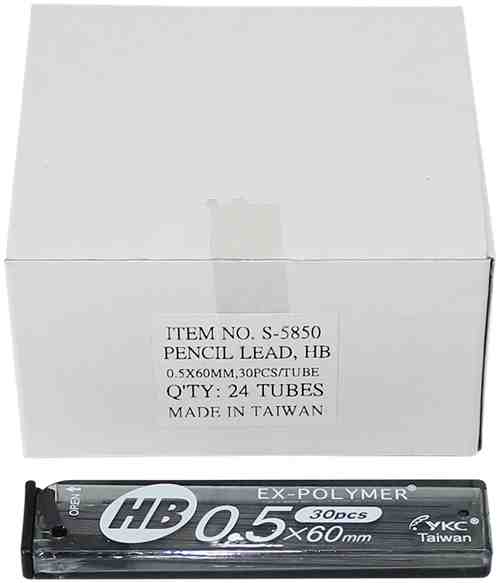 ITEM NO. S-5850
PENCIL LEAD, HB
0.5X60MM,30PCS/TUBE
Q'TY: 24 TUBES
MADE IN TAIWAN
OPEN↑
HB
EX-POLYMER®
0.5×60mm
30pcs
YKC®
Taiwan